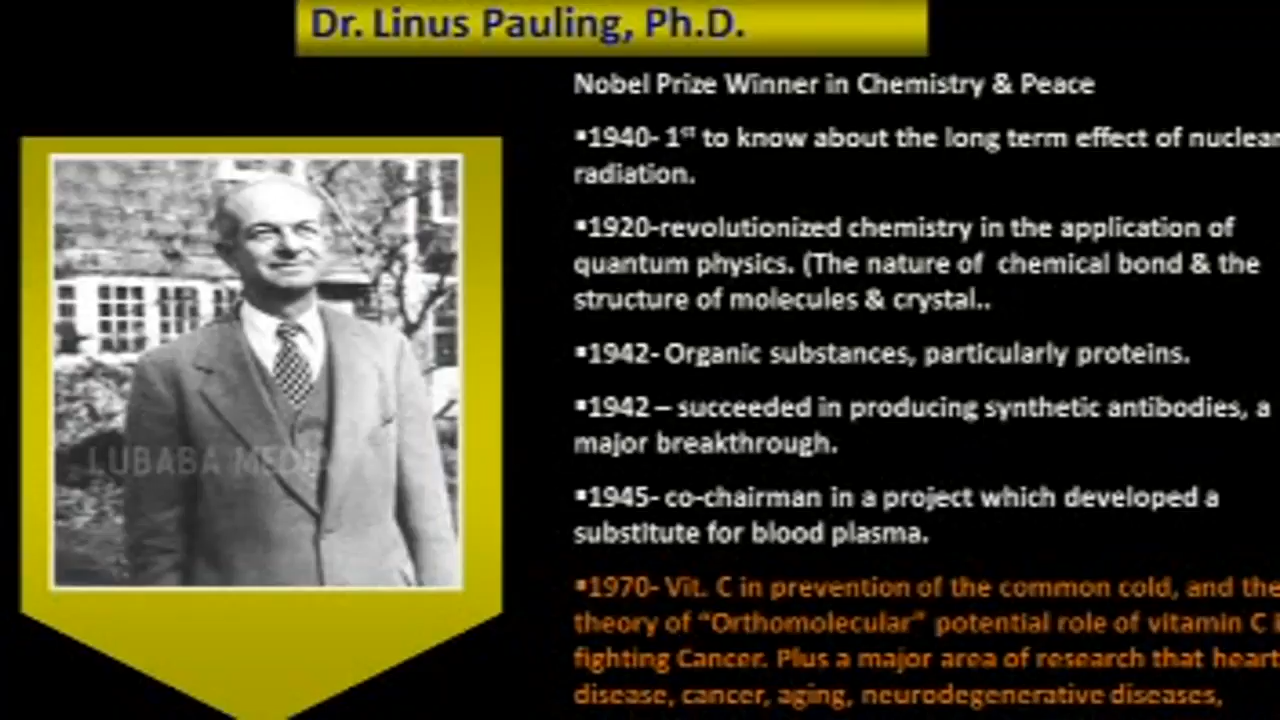 Dr. Linus Pauling, Ph.D.
Nobel Prize Winner in Chemistry & Peace
▪1940- 1st to know about the long term effect of nuclear
radiation.
▪1920-revolutionized chemistry in the application of
quantum physics. (The nature of chemical bond & the
structure of molecules & crystal..
▪1942- Organic substances, particularly proteins.
▪1942 – succeeded in producing synthetic antibodies, a
major breakthrough.
▪1945- co-chairman in a project which developed a
substitute for blood plasma.
▪1970- Vit. C in prevention of the common cold, and the
theory of "Orthomolecular" potential role of vitamin C
fighting Cancer. Plus a major area of research that heart
disease, cancer, aging, neurodegenerative diseases,
LUBABA MEDIA